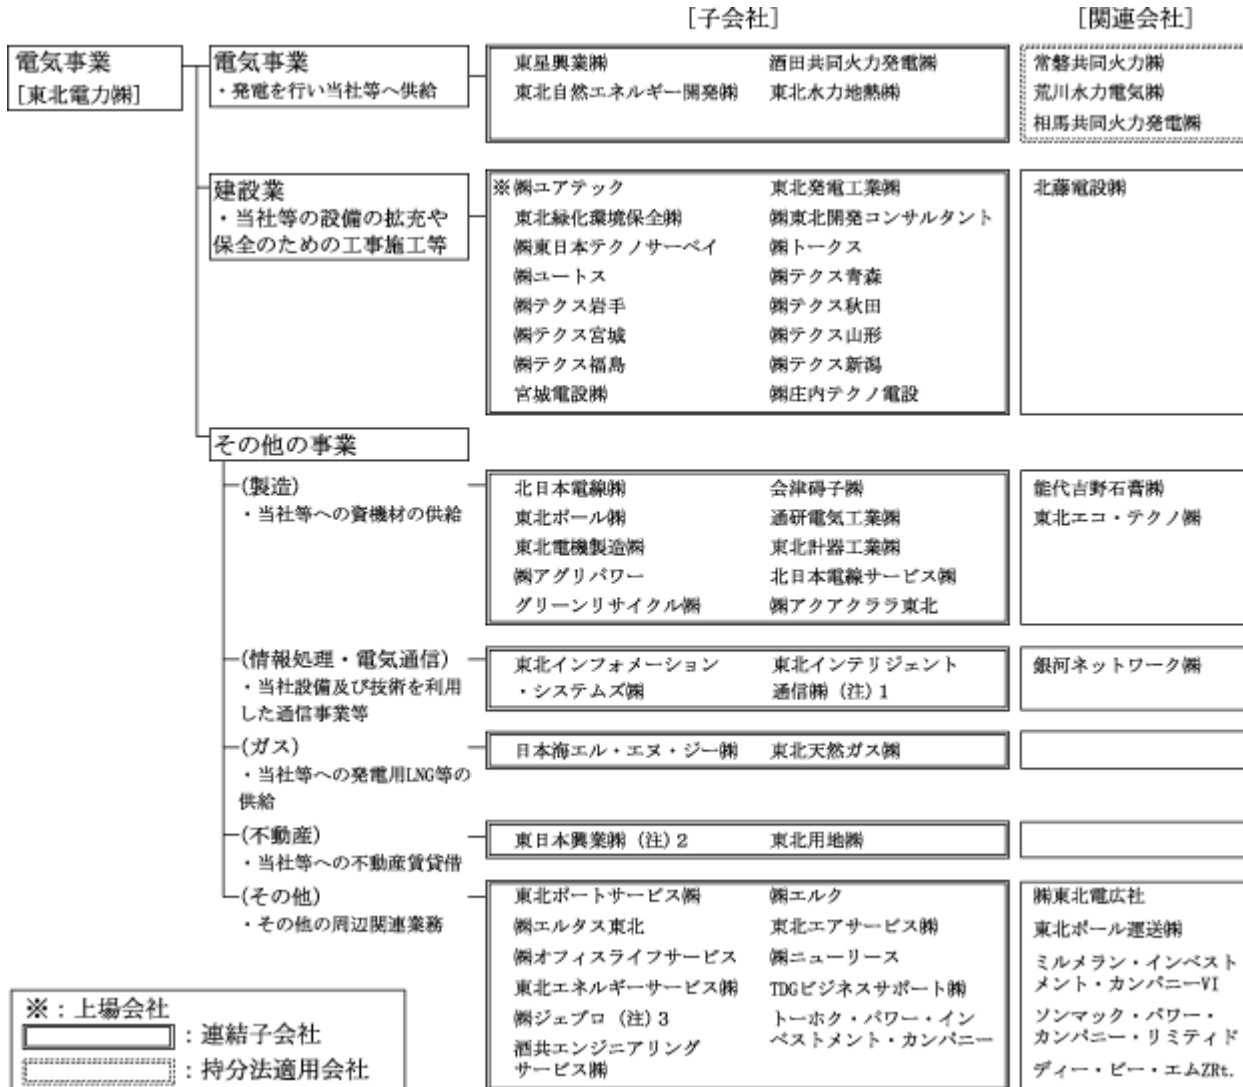 [子会社]
[関連会社]
電気事業
[東北電力㈱]
電気事業
・発電を行い当社等へ供給
東星興業㈱
酒田共同火力発電㈱
東北自然エネルギー開発㈱
東北水力地熱㈱
常磐共同火力㈱
荒川水力電気㈱
相馬共同火力発電㈱
建設業
・当社等の設備の拡充や
保全のための工事施工等
※㈱ユアテック
東北発電工業㈱
東北緑化環境保全㈱
㈱東北開発コンサルタント
㈱東日本テクノサーベイ
㈱トークス
㈱ユートス
㈱テクス青森
㈱テクス岩手
㈱テクス秋田
㈱テクス宮城
㈱テクス山形
㈱テクス福島
㈱テクス新潟
宮城電設㈱
㈱庄内テクノ電設
北藤電設㈱
その他の事業
(製造)
・当社等への資機材の供給
北日本電線㈱
会津碍子㈱
東北ポール㈱
通研電気工業㈱
東北電機製造㈱
東北計器工業㈱
㈱アグリパワー
北日本電線サービス㈱
グリーンリサイクル㈱
㈱アクアクララ東北
能代吉野石膏㈱
東北エコ・テクノ㈱
(情報処理・電気通信)
・当社設備及び技術を利用
した通信事業等
東北インフォメーション
・システムズ㈱
東北インテリジェント
通信㈱ (注) 1
銀河ネットワーク㈱
(ガス)
・当社等への発電用LNG等の
供給
日本海エル・エヌ・ジー㈱
東北天然ガス㈱
(不動産)
・当社等への不動産賃貸借
東日本興業㈱ (注) 2
東北用地㈱
(その他)
・その他の周辺関連業務
東北ポートサービス㈱
㈱エルク
㈱エルタス東北
東北エアサービス㈱
㈱オフィスライフサービス
㈱ニューリース
東北エネルギーサービス㈱
TDGビジネスサポート㈱
㈱ジェプロ (注) 3
トーホク・パワー・イン
ベストメント・カンパニー
酒共エンジニアリング
サービス㈱
㈱東北電広社
東北ポール運送㈱
ミルメラン・インベスト
メント・カンパニーVI
ソンマック・パワー・
カンパニー・リミティド
ディー・ビー・エムZRt.
※：上場会社
：連結子会社
：持分法適用会社